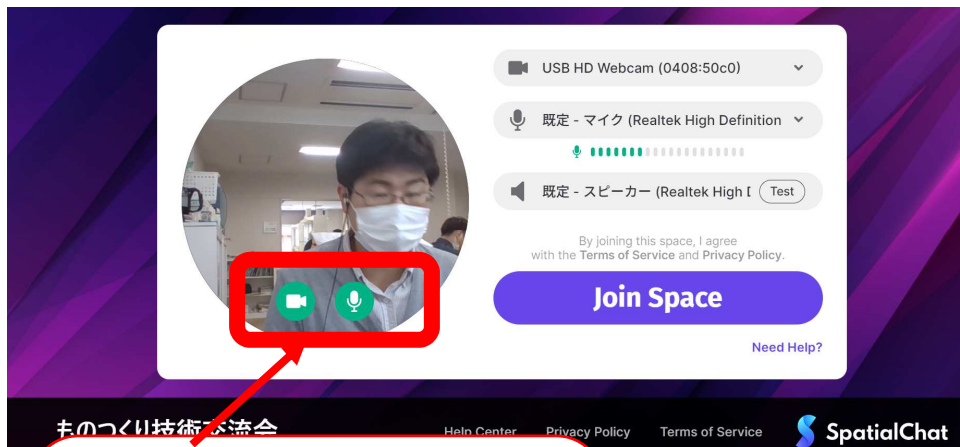 USB HD Webcam (0408:50c0)
既定 - マイク (Realtek High Definition
既定 - スピーカー (Realtek High D
Test
By joining this space, I agree
with the Terms of Service and Privacy Policy.
Join Space
Need Help?
ものつくり技術交流会
Help Center Privacy Policy Terms of Service
SpatialChat